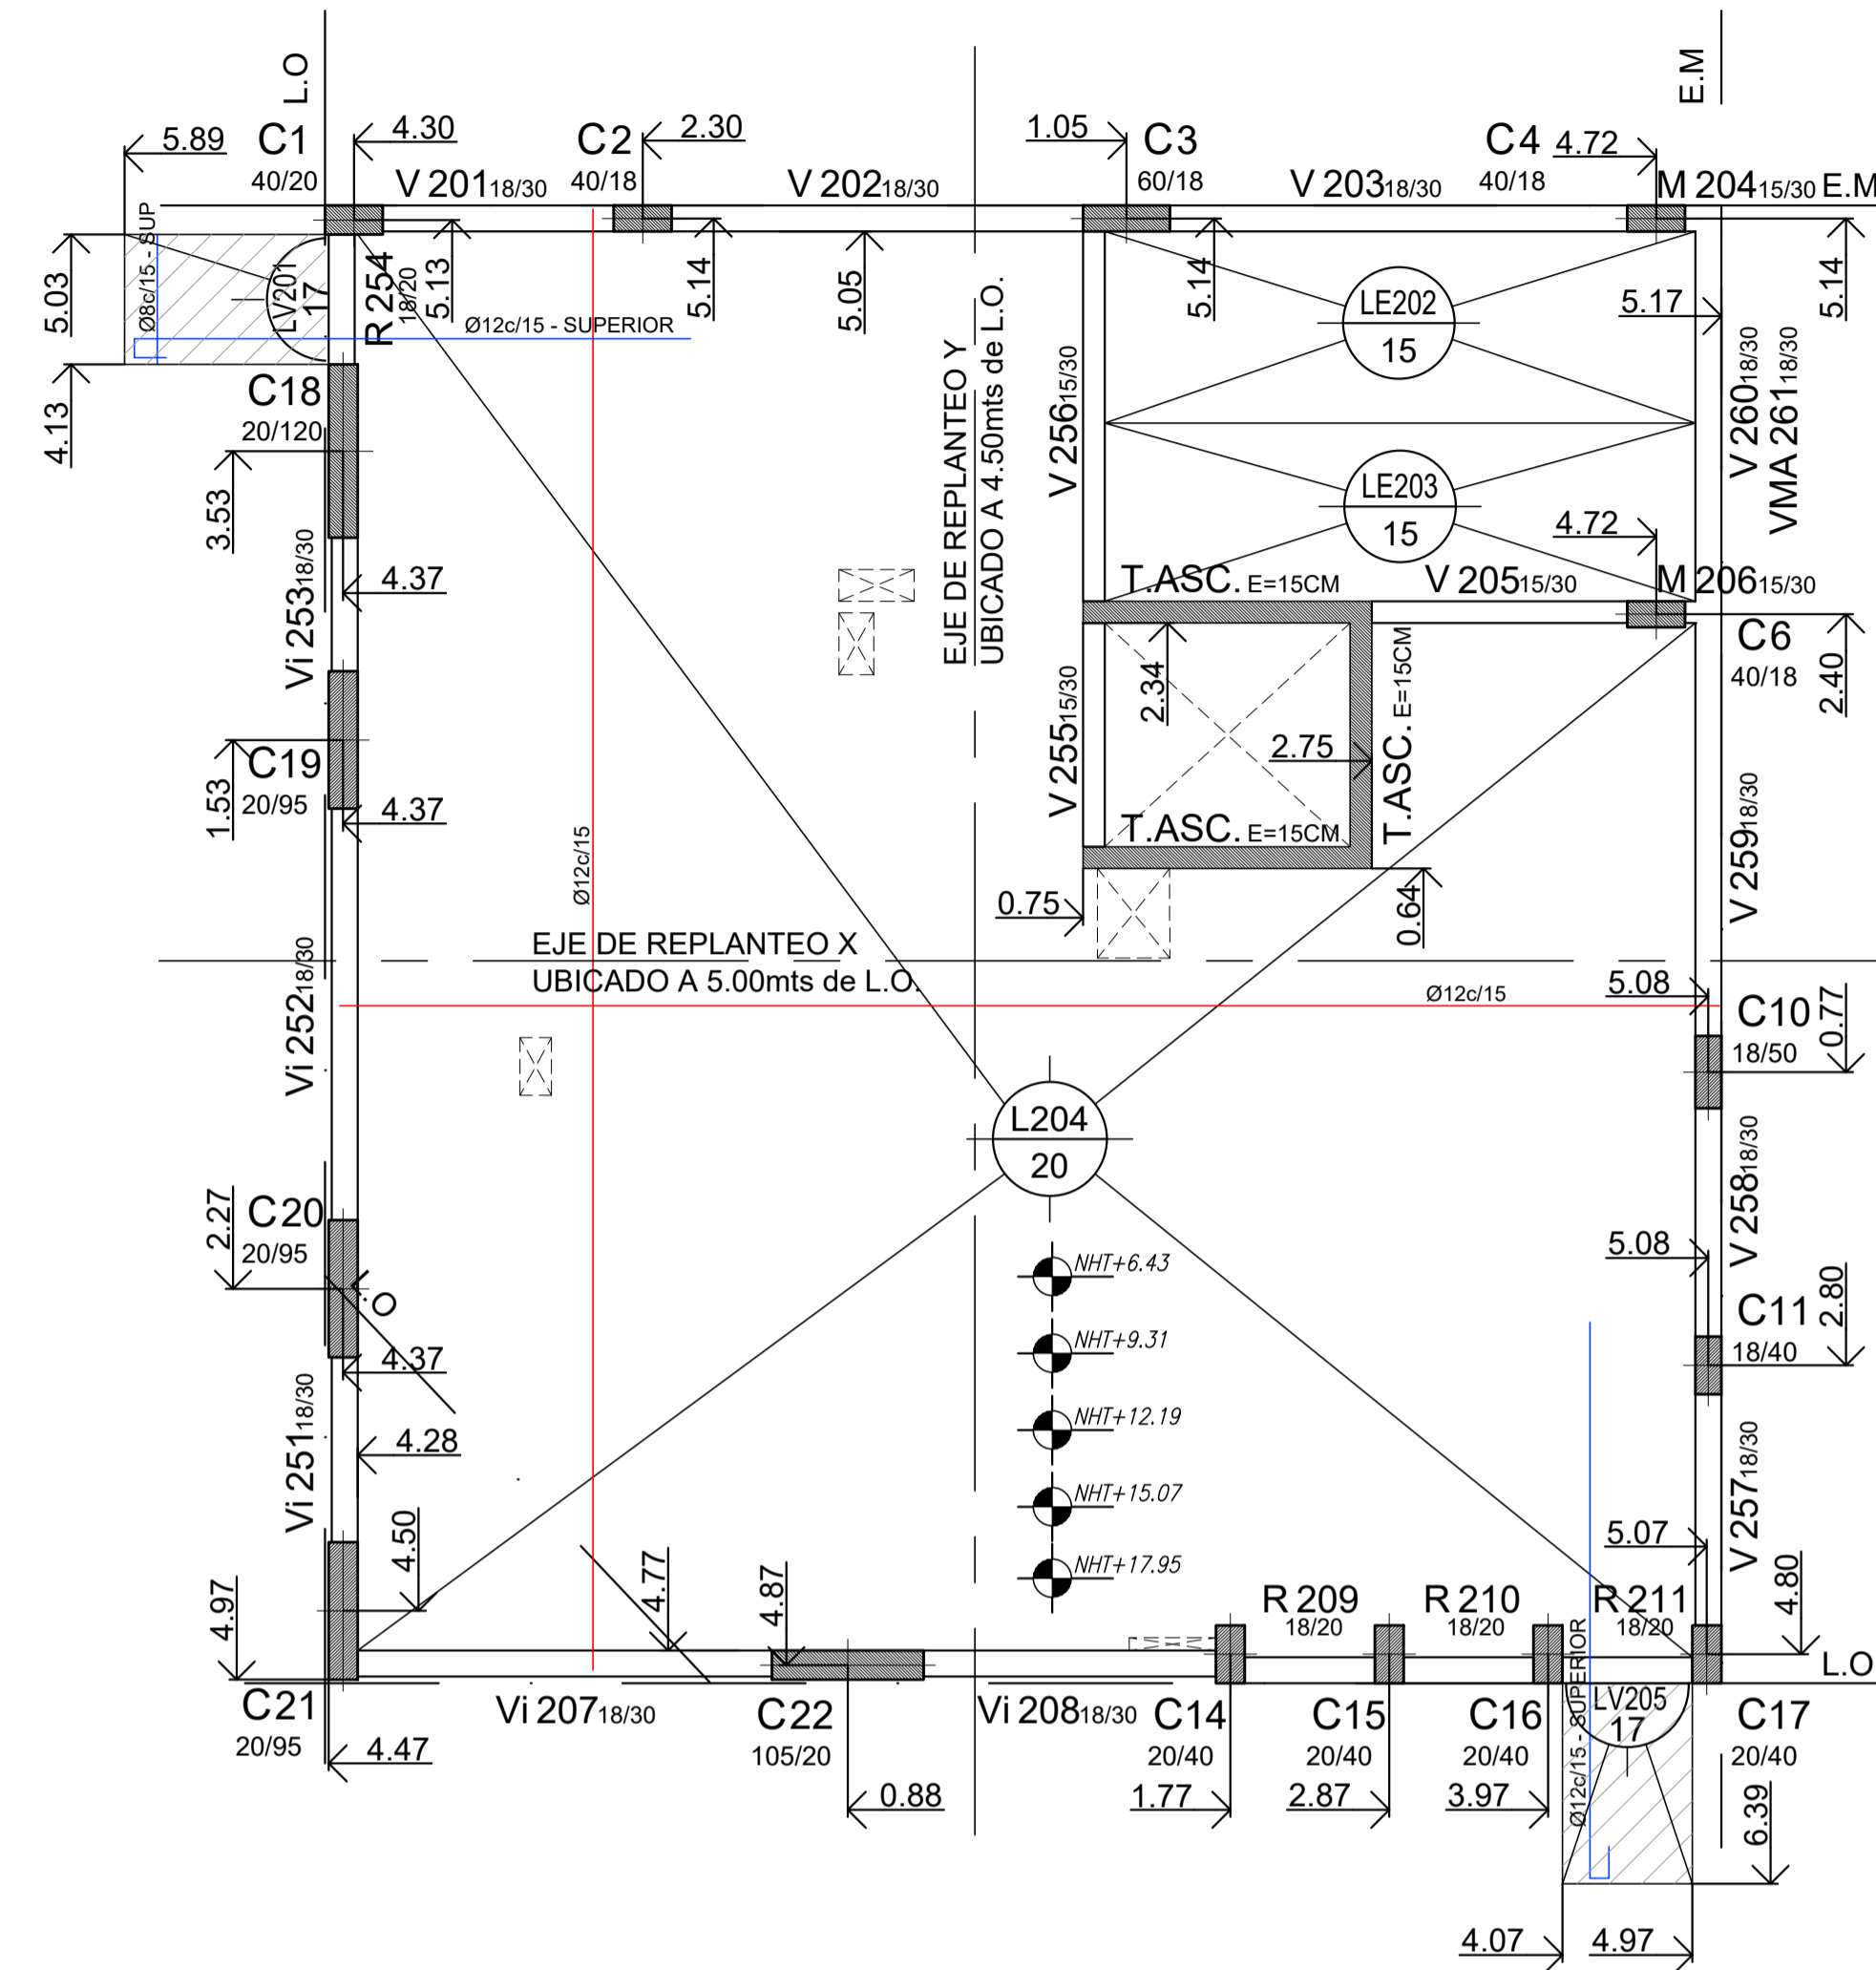 L.O
E.M
5.89
C1
40/20
4.30
V 201 18/30
C2
40/18
2.30
V 202 18/30
1.05
C3
60/18
V 203 18/30
C4
40/18
4.72
M 204 15/30
E.M
5.03
Ø8c/15 - SUP
LV201
17
R 254
18/20
5.13
5.14
5.05
5.14
LE202
15
5.17
5.14
Ø12c/15 - SUPERIOR
4.13
C18
20/120
EJE DE REPLANTEO Y
UBICADO A 4.50mts de L.O.
V 256 15/30
V 260 18/30
VMA 261 18/30
3.53
Vi 253 18/30
4.37
LE203
15
4.72
T.ASC. E=15CM
V 205 15/30
M 206 15/30
C6
40/18
2.40
2.34
V 255 15/30
2.75
T.ASC. E=15CM
T.ASC. E=15CM
1.53
C19
20/95
4.37
Ø12c/15
0.75
0.64
V 259 18/30
EJE DE REPLANTEO X
UBICADO A 5.00mts de L.O.
Vi 252 18/30
Ø12c/15
5.08
C10
18/50
0.77
L204
20
V 258 18/30
2.27
C20
20/95
L.O
4.37
NHT+6.43
NHT+9.31
NHT+12.19
NHT+15.07
NHT+17.95
5.08
C11
18/40
2.80
Vi 251 18/30
4.28
4.50
4.77
4.87
5.07
V 257 18/30
4.80
4.97
R 209
18/20
R 210
18/20
R 211
18/20
L.O
C21
20/95
4.47
Vi 207 18/30
C22
105/20
0.88
Vi 208 18/30
C14
20/40
1.77
C15
20/40
2.87
C16
20/40
3.97
Ø12c/15 - SUPERIOR
LV205
17
C17
20/40
6.39
4.07
4.97